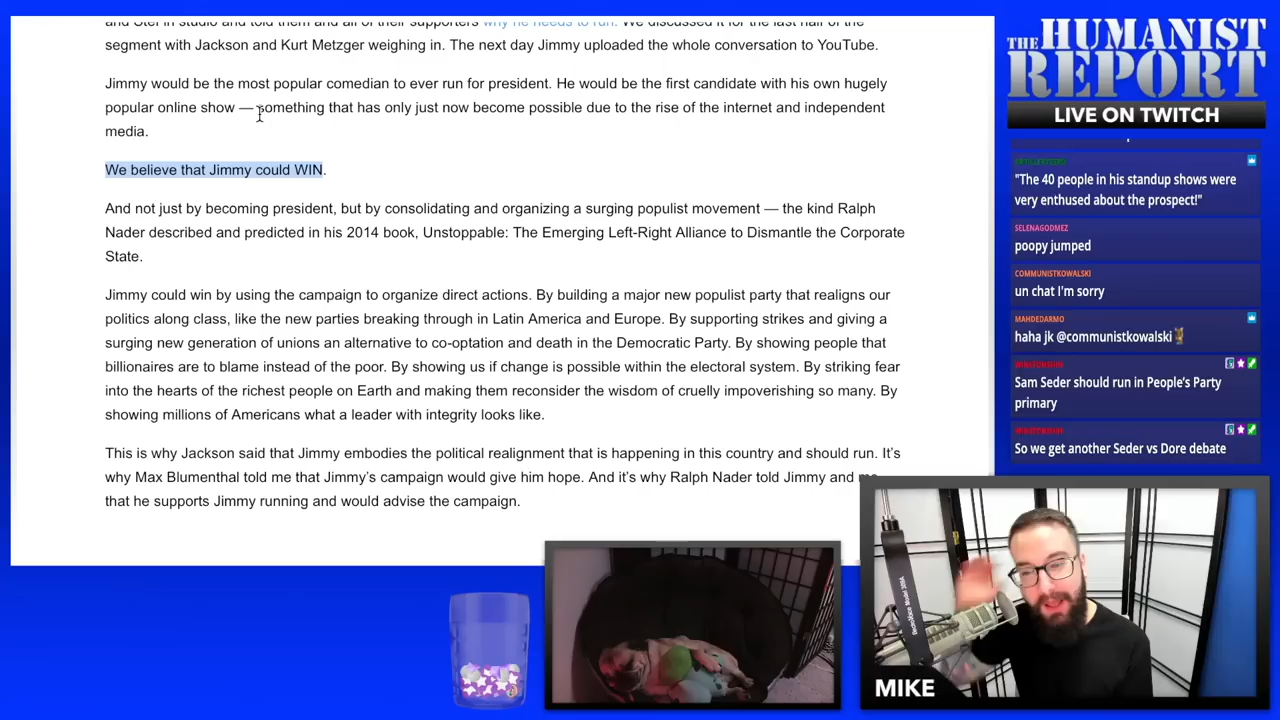 and Stef in studio and told them and all of their supporters why he needs to run. We discussed it for the last half of the
segment with Jackson and Kurt Metzger weighing in. The next day Jimmy uploaded the whole conversation to YouTube.
Jimmy would be the most popular comedian to ever run for president. He would be the first candidate with his own hugely
popular online show — something that has only just now become possible due to the rise of the internet and independent
media.
We believe that Jimmy could WIN.
And not just by becoming president, but by consolidating and organizing a surging populist movement — the kind Ralph
Nader described and predicted in his 2014 book, Unstoppable: The Emerging Left-Right Alliance to Dismantle the Corporate
State.
Jimmy could win by using the campaign to organize direct actions. By building a major new populist party that realigns our
politics along class, like the new parties breaking through in Latin America and Europe. By supporting strikes and giving a
surging new generation of unions an alternative to co-optation and death in the Democratic Party. By showing people that
billionaires are to blame instead of the poor. By showing us if change is possible within the electoral system. By striking fear
into the hearts of the richest people on Earth and making them reconsider the wisdom of cruelly impoverishing so many. By
showing millions of Americans what a leader with integrity looks like.
This is why Jackson said that Jimmy embodies the political realignment that is happening in this country and should run. It's
why Max Blumenthal told me that Jimmy's campaign would give him hope. And it's why Ralph Nader told Jimmy and me
that he supports Jimmy running and would advise the campaign.
THE HUMANIST
REPORT
LIVE ON TWITCH
"The 40 people in his standup shows were
very enthused about the prospect!"
SELENAGODMEZ
poopy jumped
COMMUNISTKOWALSKI
un chat I'm sorry
MAHDEDARMO
haha jk @communistkowalski
Sam Seder should run in People's Party
primary
So we get another Seder vs Dore debate
MIKE